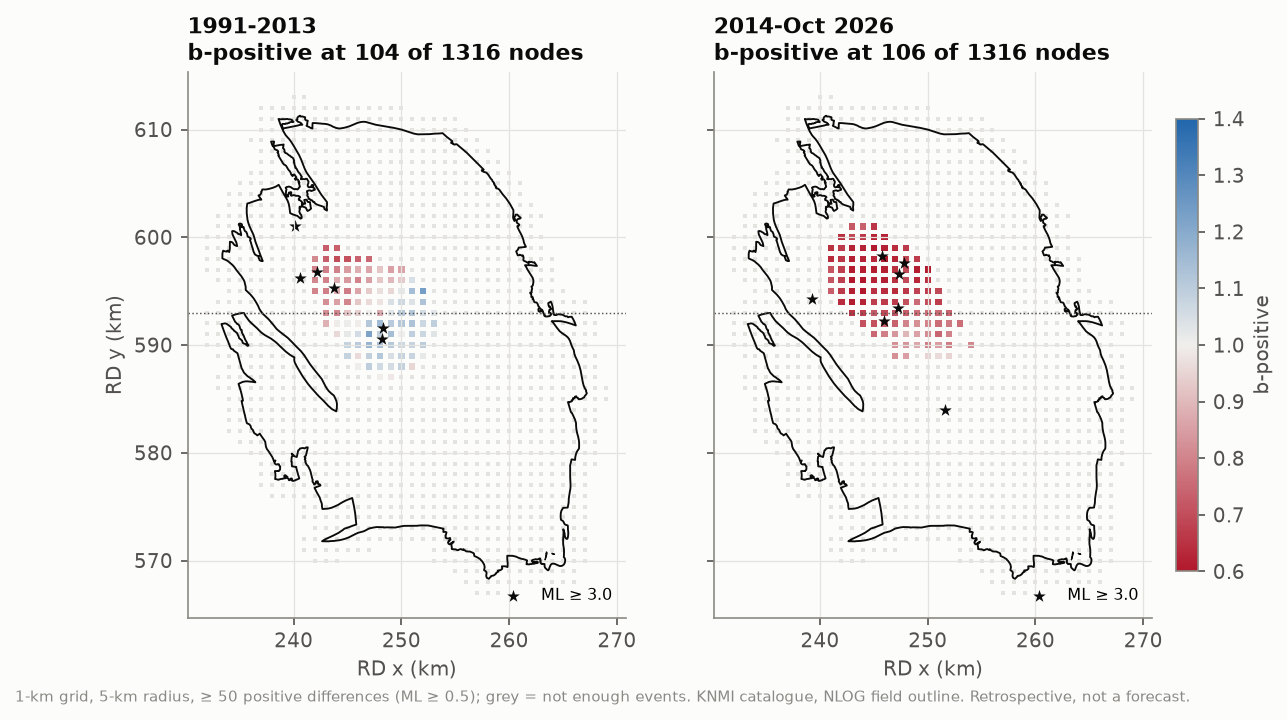 1991-2013
b-positive at 104 of 1316 nodes
2014-Oct 2026
b-positive at 106 of 1316 nodes
610
600
590
580
570
RD y (km)
240
250
260
270
RD x (km)
ML ≥ 3.0
240
250
260
270
RD x (km)
ML ≥ 3.0
1.4
1.3
1.2
1.1
1.0
0.9
0.8
0.7
0.6
b-positive
1-km grid, 5-km radius, ≥ 50 positive differences (ML ≥ 0.5); grey = not enough events. KNMI catalogue, NLOG field outline. Retrospective, not a forecast.